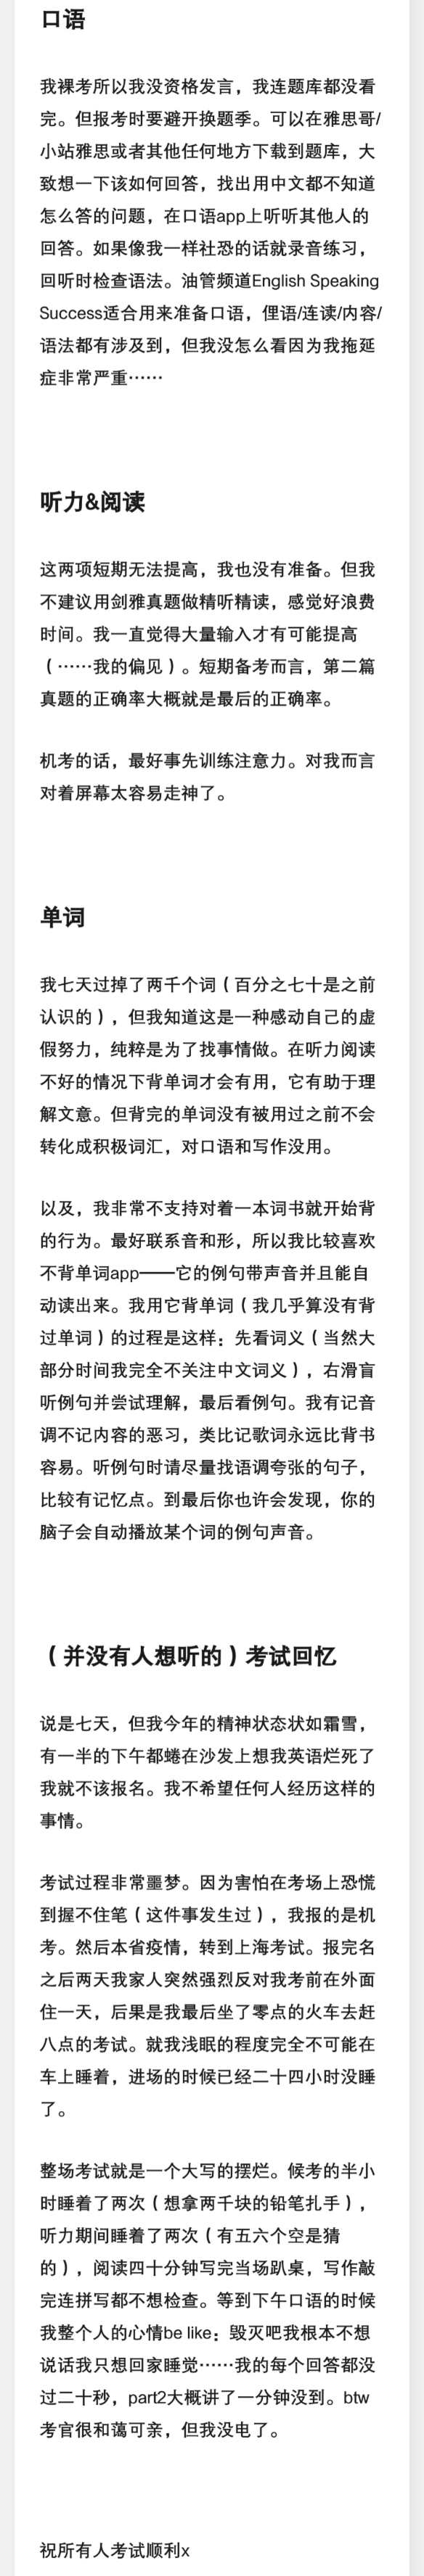 口语
我裸考所以我没资格发言，我连题库都没看
完。但报考时要避开换题季。可以在雅思哥/
小站雅思或者其他任何地方下载到题库，大
致想一下该如何回答，找出用中文都不知道
怎么答的问题，在口语app上听听其他人的
回答。如果像我一样社恐的话就录音练习，
回听时检查语法。油管频道English Speaking
Success适合用来准备口语，俚语/连读/内容/
语法都有涉及到，但我没怎么看因为我拖延
症非常严重……
听力&阅读
这两项短期无法提高，我也没有准备。但我
不建议用剑雅真题做精听精读，感觉好浪费
时间。我一直觉得大量输入才有可能提高
（……我的偏见）。短期备考而言，第二篇
真题的正确率大概就是最后的正确率。
机考的话，最好事先训练注意力。对我而言
对着屏幕太容易走神了。
单词
我七天过掉了两千个词（百分之七十是之前
认识的），但我知道这是一种感动自己的虚
假努力，纯粹是为了找事情做。在听力阅读
不好的情况下背单词才会有用，它有助于理
解文意。但背完的单词没有被用过之前不会
转化成积极词汇，对口语和写作没用。
以及，我非常不支持对着一本词书就开始背
的行为。最好联系音和形，所以我比较喜欢
不背单词app——它的例句带声音并且能自
动读出来。我用它背单词（我几乎算没有背
过单词）的过程是这样：先看词义（当然大
部分时间我完全不关注中文词义），右滑盲
听例句并尝试理解，最后看例句。我有记音
调不记内容的恶习，类比记歌词永远比背书
容易。听例句时请尽量找语调夸张的句子，
比较有记忆点。到最后你也许会发现，你的
脑子会自动播放某个词的例句声音。
（并没有人想听的）考试回忆
说是七天，但我今年的精神状态状如霜雪，
有一半的下午都蜷在沙发上想我英语烂死了
我就不该报名。我不希望任何人经历这样的
事情。
考试过程非常噩梦。因为害怕在考场上恐慌
到握不住笔（这件事发生过），我报的是机
考。然后本省疫情，转到上海考试。报完名
之后两天我家人突然强烈反对我考前在外面
住一天，后果是我最后坐了零点的火车去赶
八点的考试。就我浅眠的程度完全不可能在
车上睡着，进场的时候已经二十四小时没睡
了。
整场考试就是一个大写的摆烂。候考的半小
时睡着了两次（想拿两千块的铅笔扎手），
听力期间睡着了两次（有五六个空是猜
的），阅读四十分钟写完当场趴桌，写作敲
完连拼写都不想检查。等到下午口语的时候
我整个人的心情be like：毁灭吧我根本不想
说话我只想回家睡觉……我的每个回答都没
过二十秒，part2大概讲了一分钟没到。btw
考官很和蔼可亲，但我没电了。
祝所有人考试顺利x